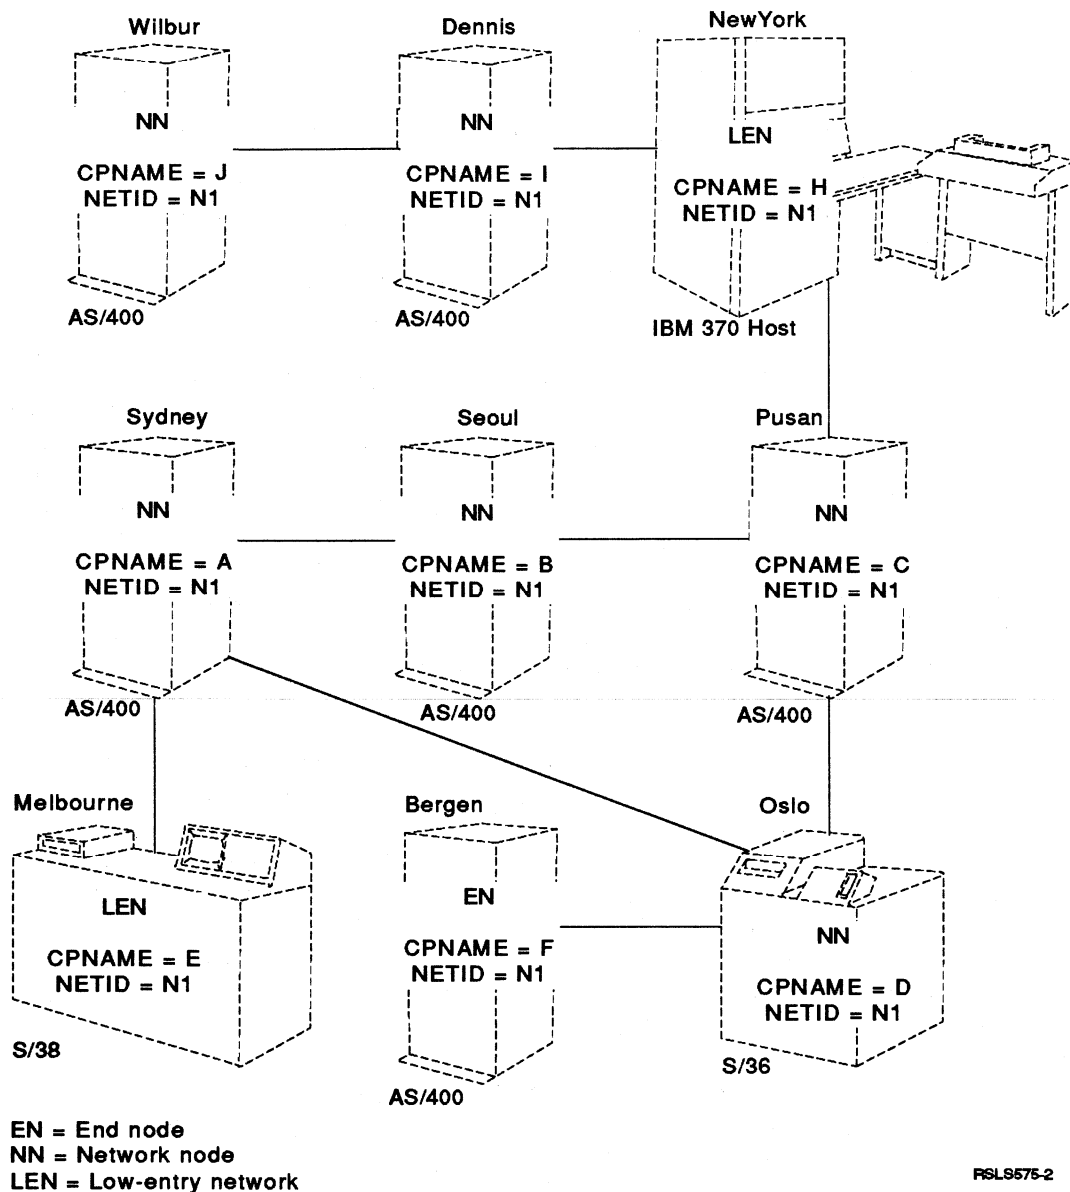 Wilbur
Dennis
NewYork
NN
CPNAME = J
NETID = N1
AS/400
NN
CPNAME = I
NETID = N1
AS/400
LEN
CPNAME = H
NETID = N1
IBM 370 Host
Sydney
Seoul
Pusan
NN
CPNAME = A
NETID = N1
AS/400
NN
CPNAME = B
NETID = N1
AS/400
NN
CPNAME = C
NETID = N1
AS/400
Melbourne
Bergen
Oslo
LEN
CPNAME = E
NETID = N1
S/38
EN
CPNAME = F
NETID = N1
AS/400
NN
CPNAME = D
NETID = N1
S/36
EN = End node
NN = Network node
LEN = Low-entry network
RSLS575-2